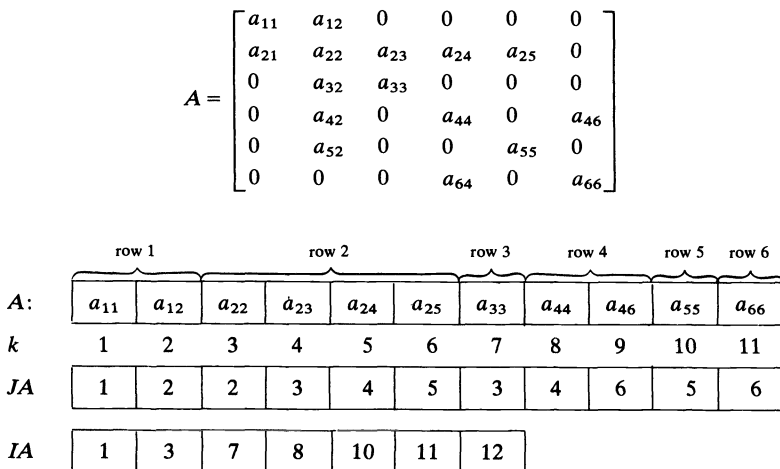 a₁₁ a₁₂ 0 0 0 0
a₂₁ a₂₂ a₂₃ a₂₄ a₂₅ 0
0 a₃₂ a₃₃ 0 0 0
A = 0 a₄₂ 0 a₄₄ 0 a₄₆
0 a₅₂ 0 0 a₅₅ 0
0 0 0 a₆₄ 0 a₆₆
row 1 row 2 row 3 row 4 row 5 row 6
A: a₁₁ a₁₂ a₂₂ a₂₃ a₂₄ a₂₅ a₃₃ a₄₄ a₄₆ a₅₅ a₆₆
k 1 2 3 4 5 6 7 8 9 10 11
JA 1 2 2 3 4 5 3 4 6 5 6
IA 1 3 7 8 10 11 12